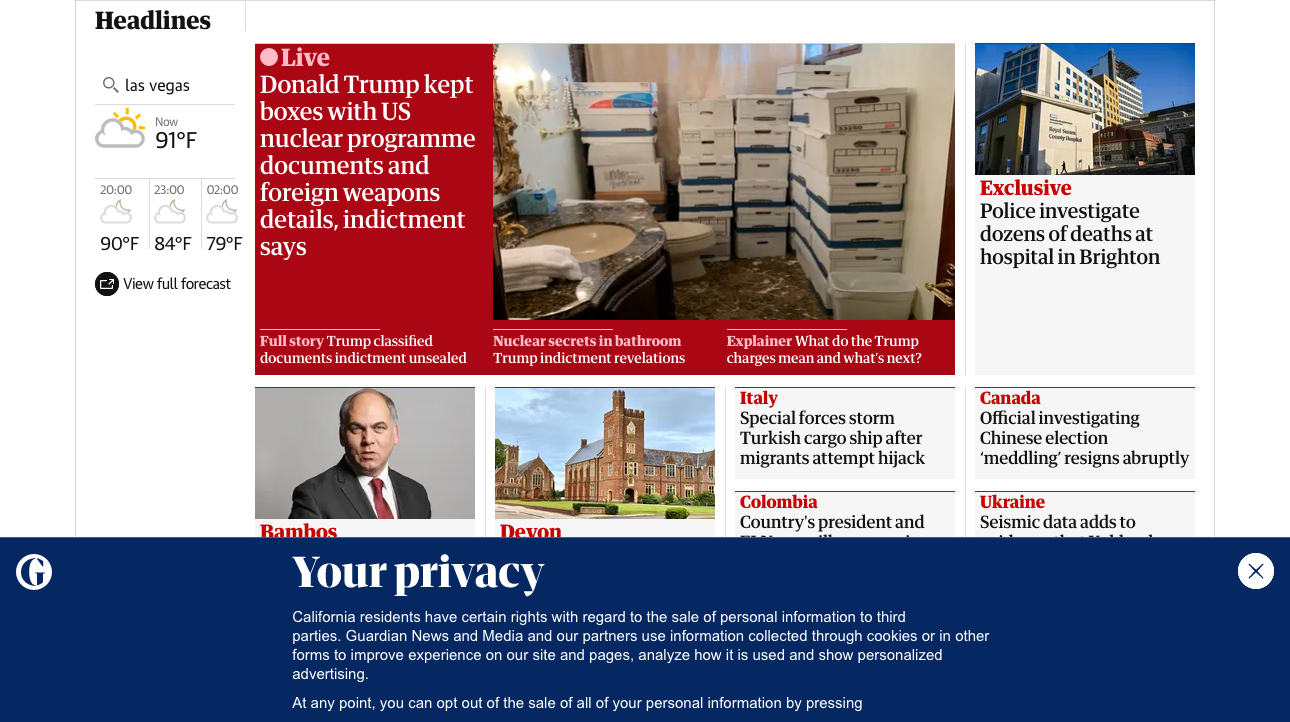 Headlines
las vegas
Now
91°F
20:00
23:00
02:00
90°F
84°F
79°F
View full forecast
Live
Donald Trump kept
boxes with US
nuclear programme
documents and
foreign weapons
details, indictment
says
Full story Trump classified
documents indictment unsealed
Nuclear secrets in bathroom
Trump indictment revelations
Explainer What do the Trump
charges mean and what's next?
Royal Sussex
County Hospital
Exclusive
Police investigate
dozens of deaths at
hospital in Brighton
Bambos
Devon
Italy
Special forces storm
Turkish cargo ship after
migrants attempt hijack
Canada
Official investigating
Chinese election
‘meddling’ resigns abruptly
Colombia
Country's president and
Ukraine
Seismic data adds to
Your privacy
California residents have certain rights with regard to the sale of personal information to third
parties. Guardian News and Media and our partners use information collected through cookies or in other
forms to improve experience on our site and pages, analyze how it is used and show personalized
advertising.
At any point, you can opt out of the sale of all of your personal information by pressing